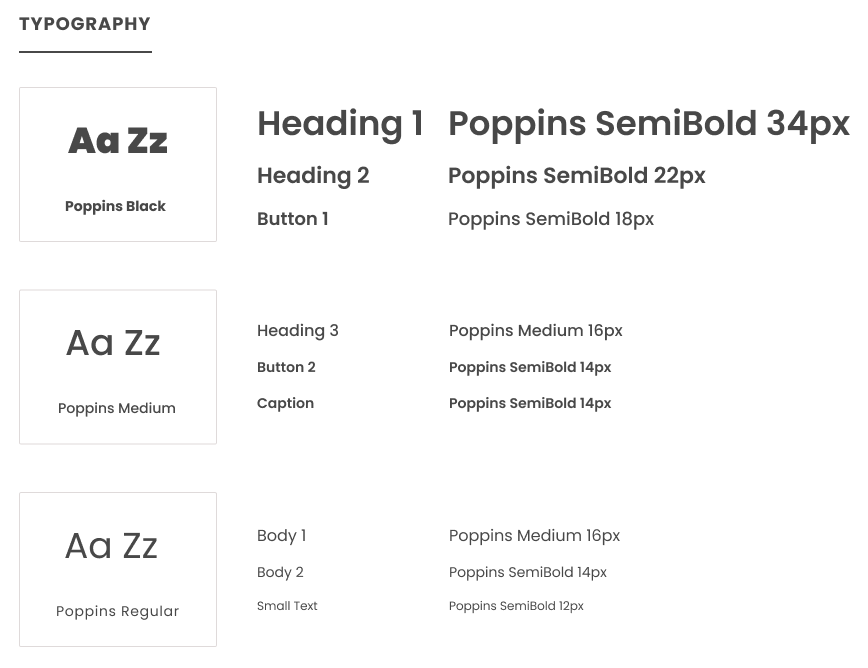 TYPOGRAPHY
Aa Zz
Poppins Black
Heading 1 Poppins SemiBold 34px
Heading 2 Poppins SemiBold 22px
Button 1 Poppins SemiBold 18px
Aa Zz
Poppins Medium
Heading 3 Poppins Medium 16px
Button 2 Poppins SemiBold 14px
Caption Poppins SemiBold 14px
Aa Zz
Poppins Regular
Body 1 Poppins Medium 16px
Body 2 Poppins SemiBold 14px
Small Text Poppins SemiBold 12px